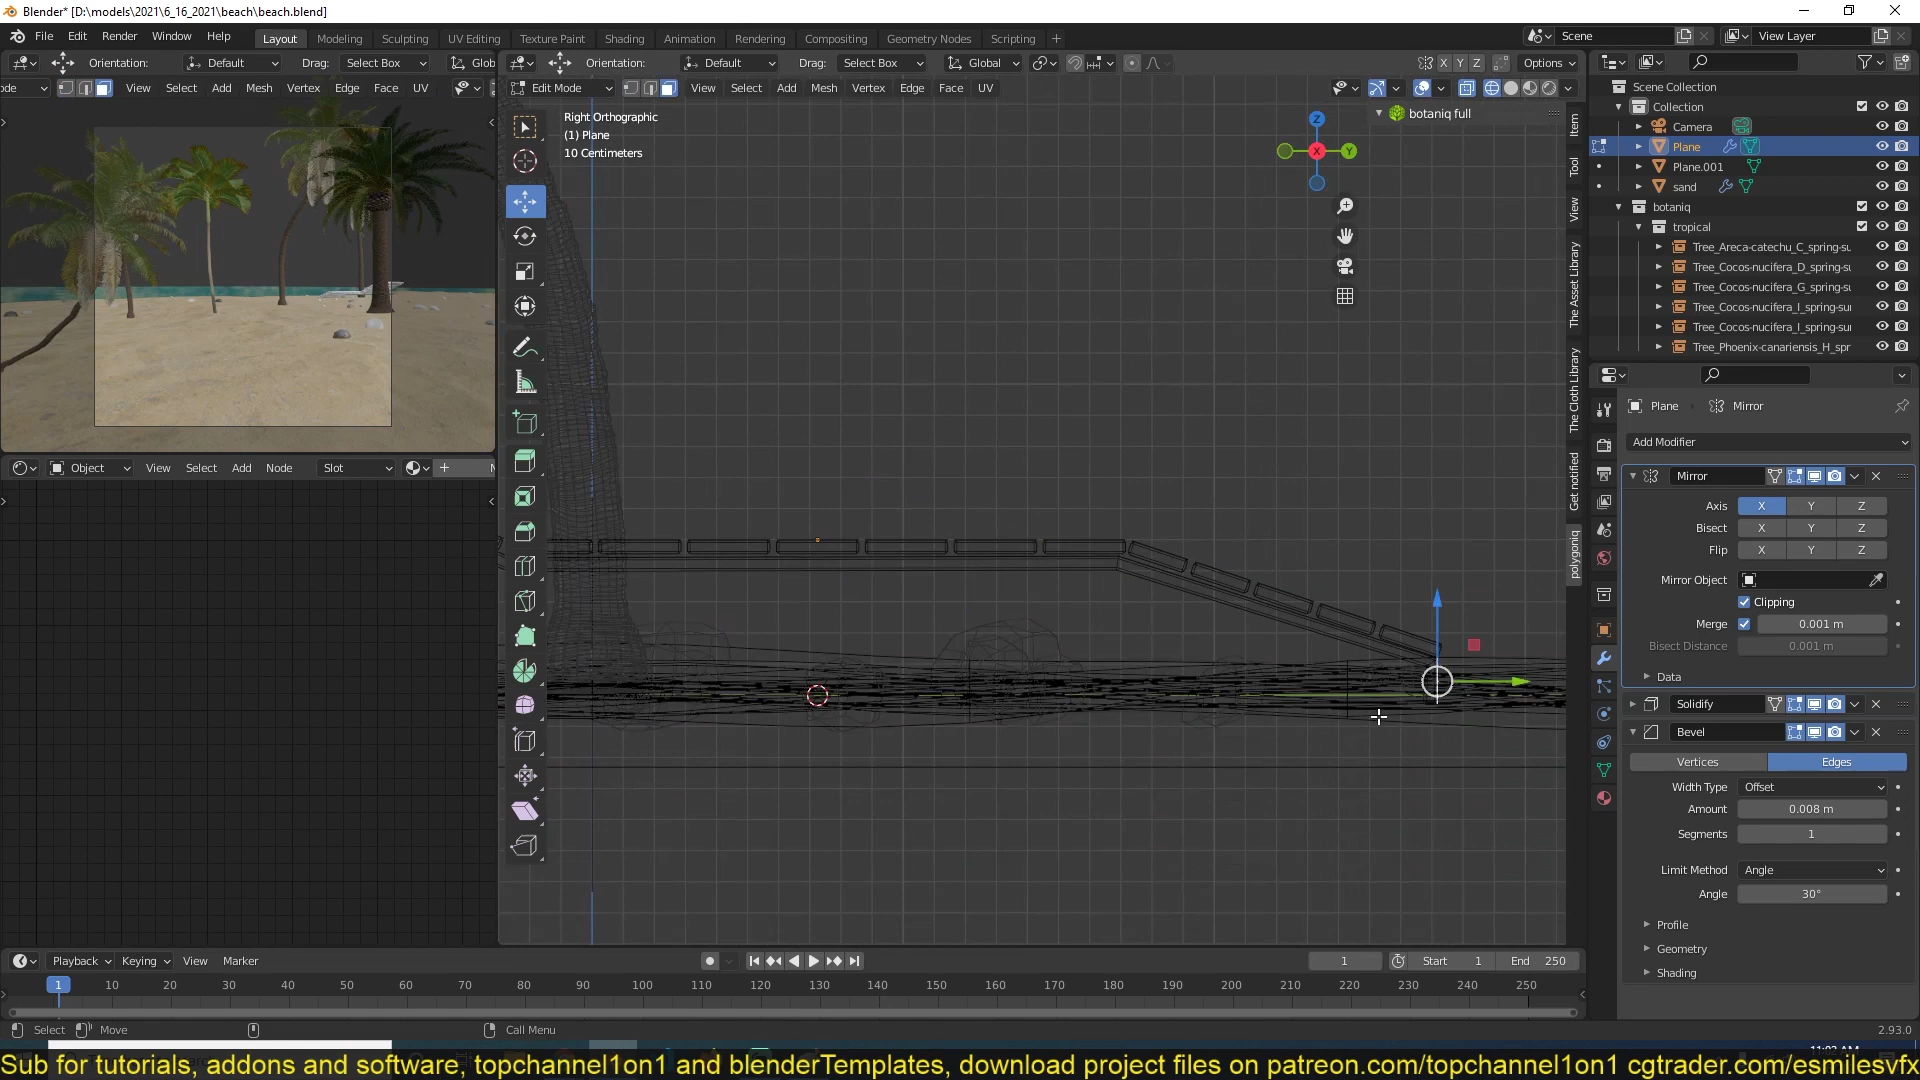 Blender* [D:\models\2021\6_16_2021\beach\beach.blend]
File Edit Render Window Help Layout Modeling Sculpting UV Editing Texture Paint Shading Animation Rendering Compositing Geometry Nodes Scripting + Scene View Layer
Orientation: Default Drag: Select Box Glob
Orientation: Default Drag: Select Box Global X Y Z Options
ode View Select Add Mesh Vertex Edge Face UV
Edit Mode View Select Add Mesh Vertex Edge Face UV
Right Orthographic
(1) Plane
10 Centimeters
botaniq full
Z
X
Y
Item
Tool
View
The Asset Library
The Cloth Library
Get notified
polygoniq
Scene Collection
Collection
Camera
Plane
Plane.001
sand
botaniq
tropical
Tree_Areca-catechu_C_spring-su
Tree_Cocos-nucifera_D_spring-su
Tree_Cocos-nucifera_G_spring-su
Tree_Cocos-nucifera_I_spring-su
Tree_Cocos-nucifera_I_spring-su
Tree_Phoenix-canariensis_H_spr
Plane Mirror
Add Modifier
Mirror
Axis X Y Z
Bisect X Y Z
Flip X Y Z
Mirror Object
Clipping
Merge 0.001 m
Bisect Distance 0.001 m
Data
Solidify
Bevel
Vertices Edges
Width Type Offset
Amount 0.008 m
Segments 1
Limit Method Angle
Angle 30°
Profile
Geometry
Shading
Object View Select Add Node Slot
Playback Keying View Marker 1 Start 1 End 250
1 10 20 30 40 50 60 70 80 90 100 110 120 130 140 150 160 170 180 190 200 210 220 230 240 250
Select Move Call Menu 2.93.0
Sub for tutorials, addons and software, topchannel1on1 and blenderTemplates, download project files on patreon.com/topchannel1on1 cgtrader.com/esmilesvfx